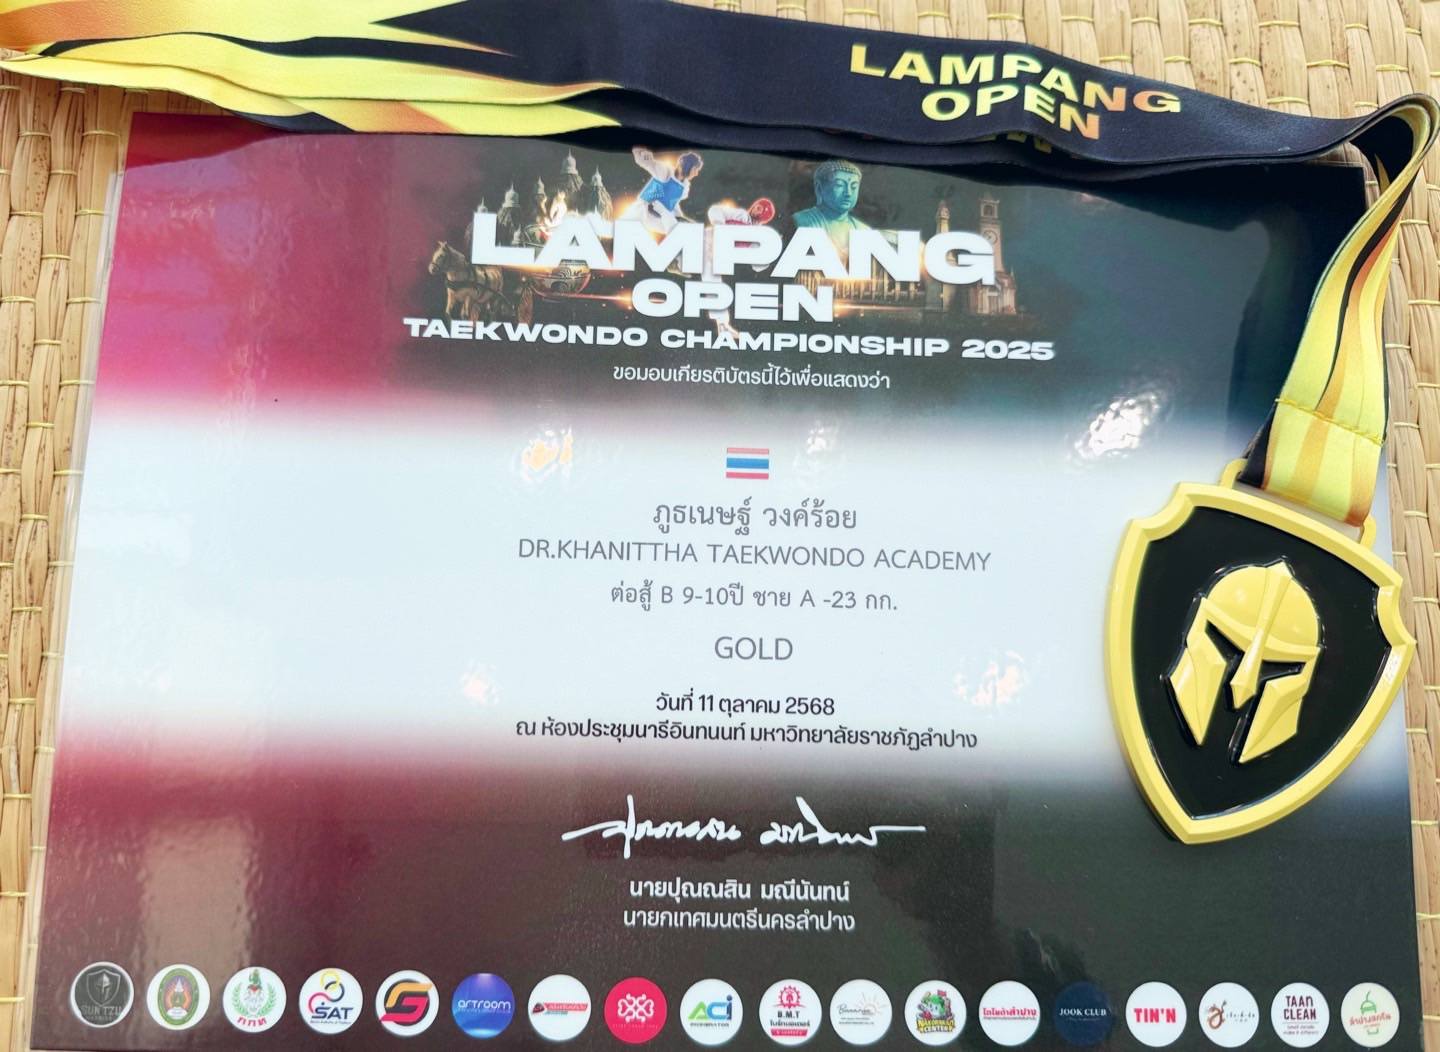 LAMPANG
OPEN
LAMPANG
OPEN
TAEKWONDO CHAMPIONSHIP 2025
ขอมอบเกียรติบัตรนี้ไว้เพื่อแสดงว่า
ภูธเนษฐ์ วงค์ร้อย
DR.KHANITTHA TAEKWONDO ACADEMY
ต่อสู้ B 9-10ปี ชาย A -23 กก.
GOLD
วันที่ 11 ตุลาคม 2568
ณ ห้องประชุมนารีอินทนนท์ มหาวิทยาลัยราชภัฏลำปาง
นายปุณณสิน มณีนันทน์
นายกเทศมนตรีนครลำปาง
SUN TZU
กกท
SAT
artroom
ACi
B.M.T
JOOK CLUB
TIN'N
TAAN
CLEAN